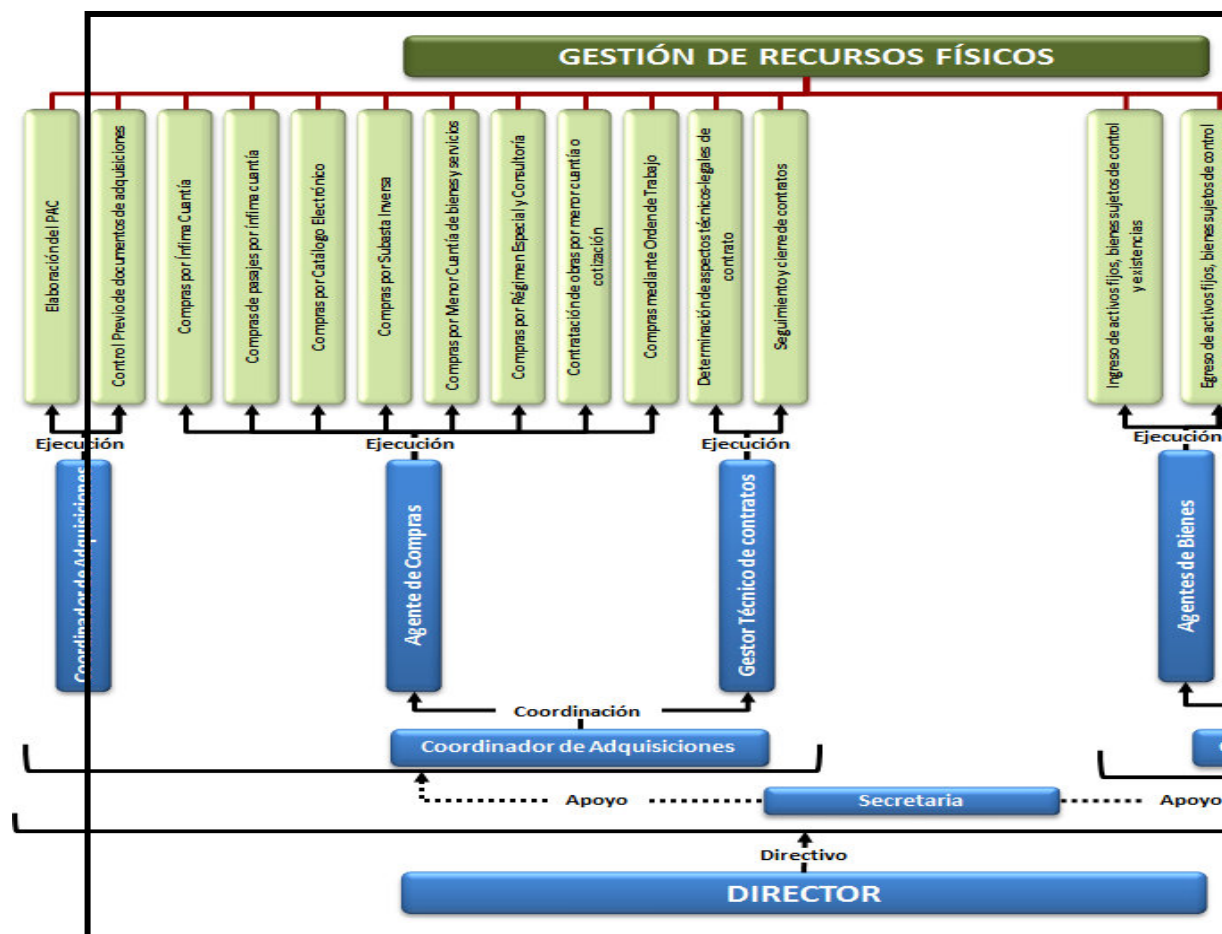 GESTIÓN DE RECURSOS FÍSICOS
Elaboración del PAC
Control Previo de documentos de adquisiciones
Compras por Ínfima Cuantía
Compras de pasajes por ínfima cuantía
Compras por Catálogo Electrónico
Compras por Subasta Inversa
Compras por Menor Cuantía de bienes y servicios
Compras por Régimen Especial y Consultoría
Contratación de obras por menor cuantía o
cotización
Compras mediante Orden de Trabajo
Determinación de aspectos técnicos-legales de
contrato
Seguimiento y cierre de contratos
Ingreso de activos fijos, bienes sujetos de control
y existencias
Egreso de activos fijos, bienes sujetos de control
Ejecución
Ejecución
Ejecución
Ejecución
Coordinador de Adquisiciones
Agente de Compras
Gestor Técnico de contratos
Agentes de Bienes
Coordinación
Coordinador de Adquisiciones
Apoyo
Secretaria
Apoyo
Directivo
DIRECTOR